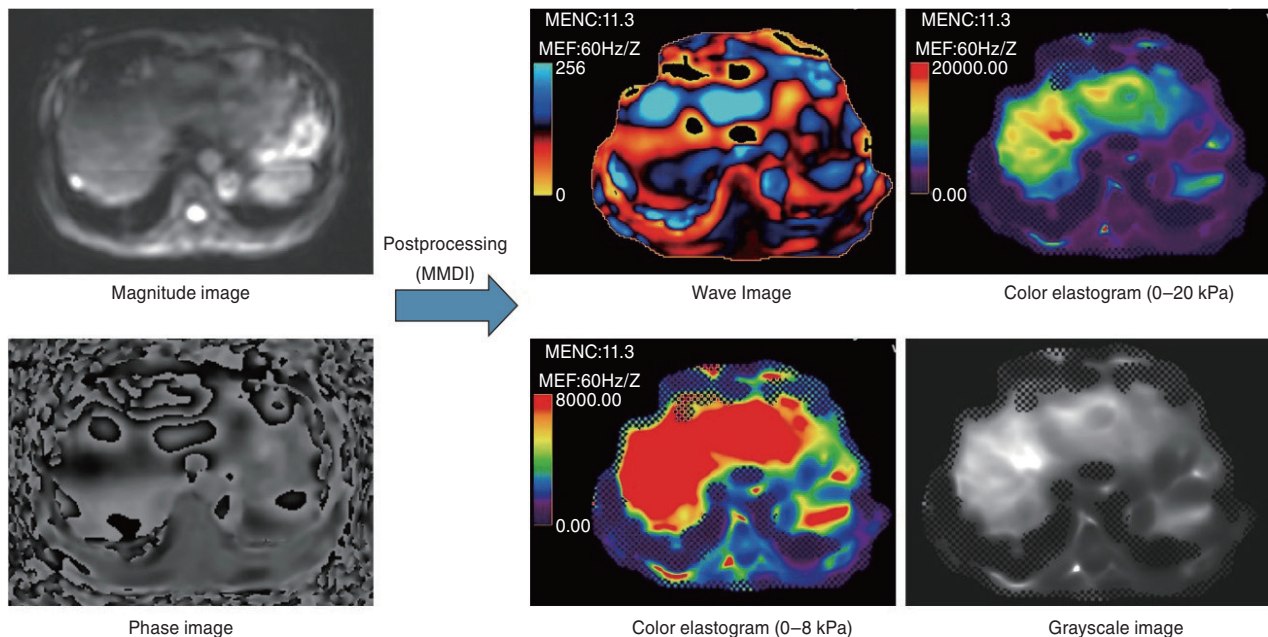 MENC:11.3
MEF:60Hz/Z
256
0
MENC:11.3
MEF:60Hz/Z
20000.00
0.00
Magnitude image
Postprocessing
(MMDI)
Wave Image
Color elastogram (0–20 kPa)
MENC:11.3
MEF:60Hz/Z
8000.00
0.00
Phase image
Color elastogram (0–8 kPa)
Grayscale image